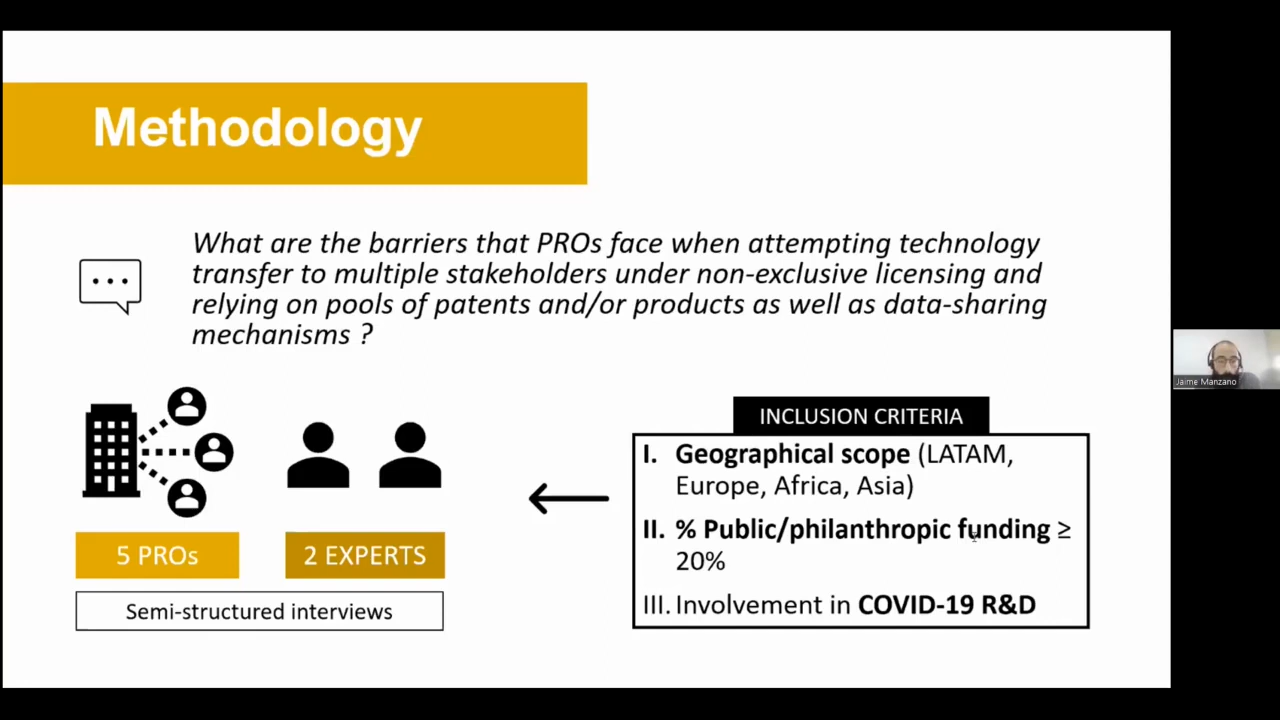 Methodology
What are the barriers that PROs face when attempting technology
transfer to multiple stakeholders under non-exclusive licensing and
relying on pools of patents and/or products as well as data-sharing
mechanisms ?
5 PROs
2 EXPERTS
Semi-structured interviews
INCLUSION CRITERIA
I. Geographical scope (LATAM,
Europe, Africa, Asia)
II. % Public/philanthropic funding ≥
20%
III. Involvement in COVID-19 R&D
Jaime Manzano